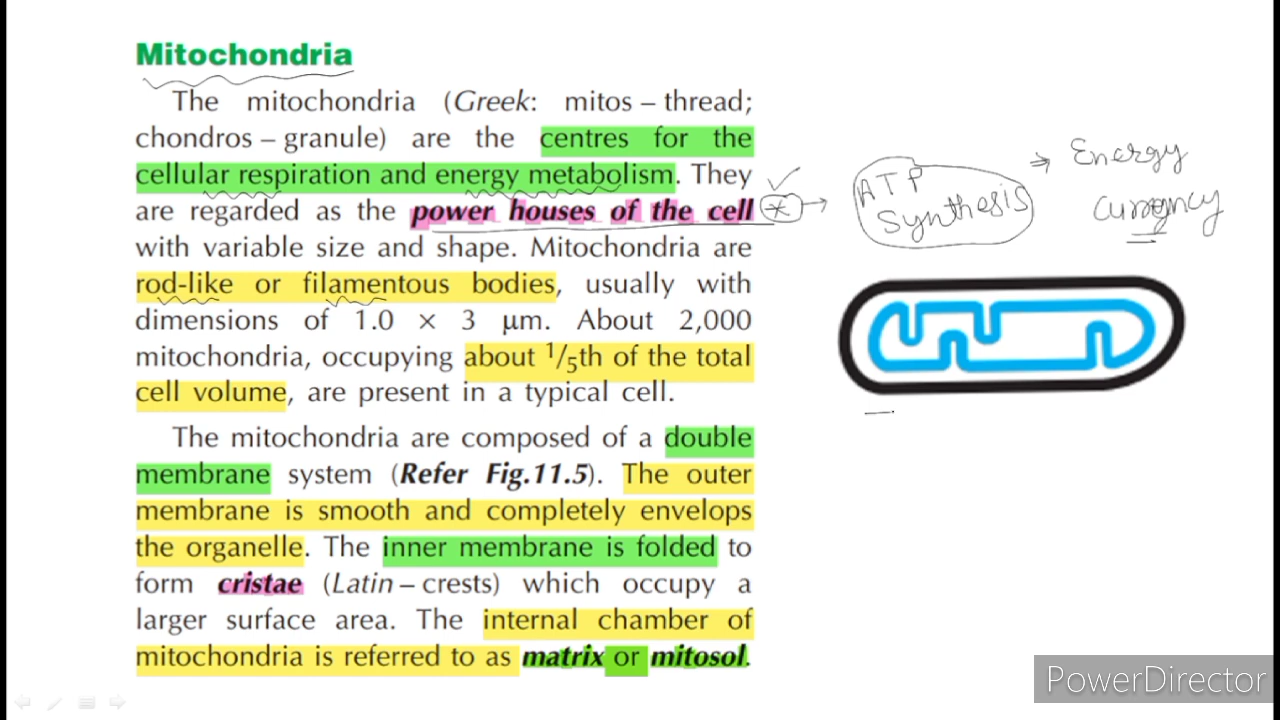 Mitochondria
The mitochondria (Greek: mitos – thread;
chondros – granule) are the centres for the
cellular respiration and energy metabolism. They
are regarded as the power houses of the cell
with variable size and shape. Mitochondria are
rod-like or filamentous bodies, usually with
dimensions of 1.0 × 3 μm. About 2,000
mitochondria, occupying about 1/5th of the total
cell volume, are present in a typical cell.
The mitochondria are composed of a double
membrane system (Refer Fig.11.5). The outer
membrane is smooth and completely envelops
the organelle. The inner membrane is folded to
form cristae (Latin – crests) which occupy a
larger surface area. The internal chamber of
mitochondria is referred to as matrix or mitosol.
* → ATP
Synthesis
⇒ Energy
currency
PowerDirector